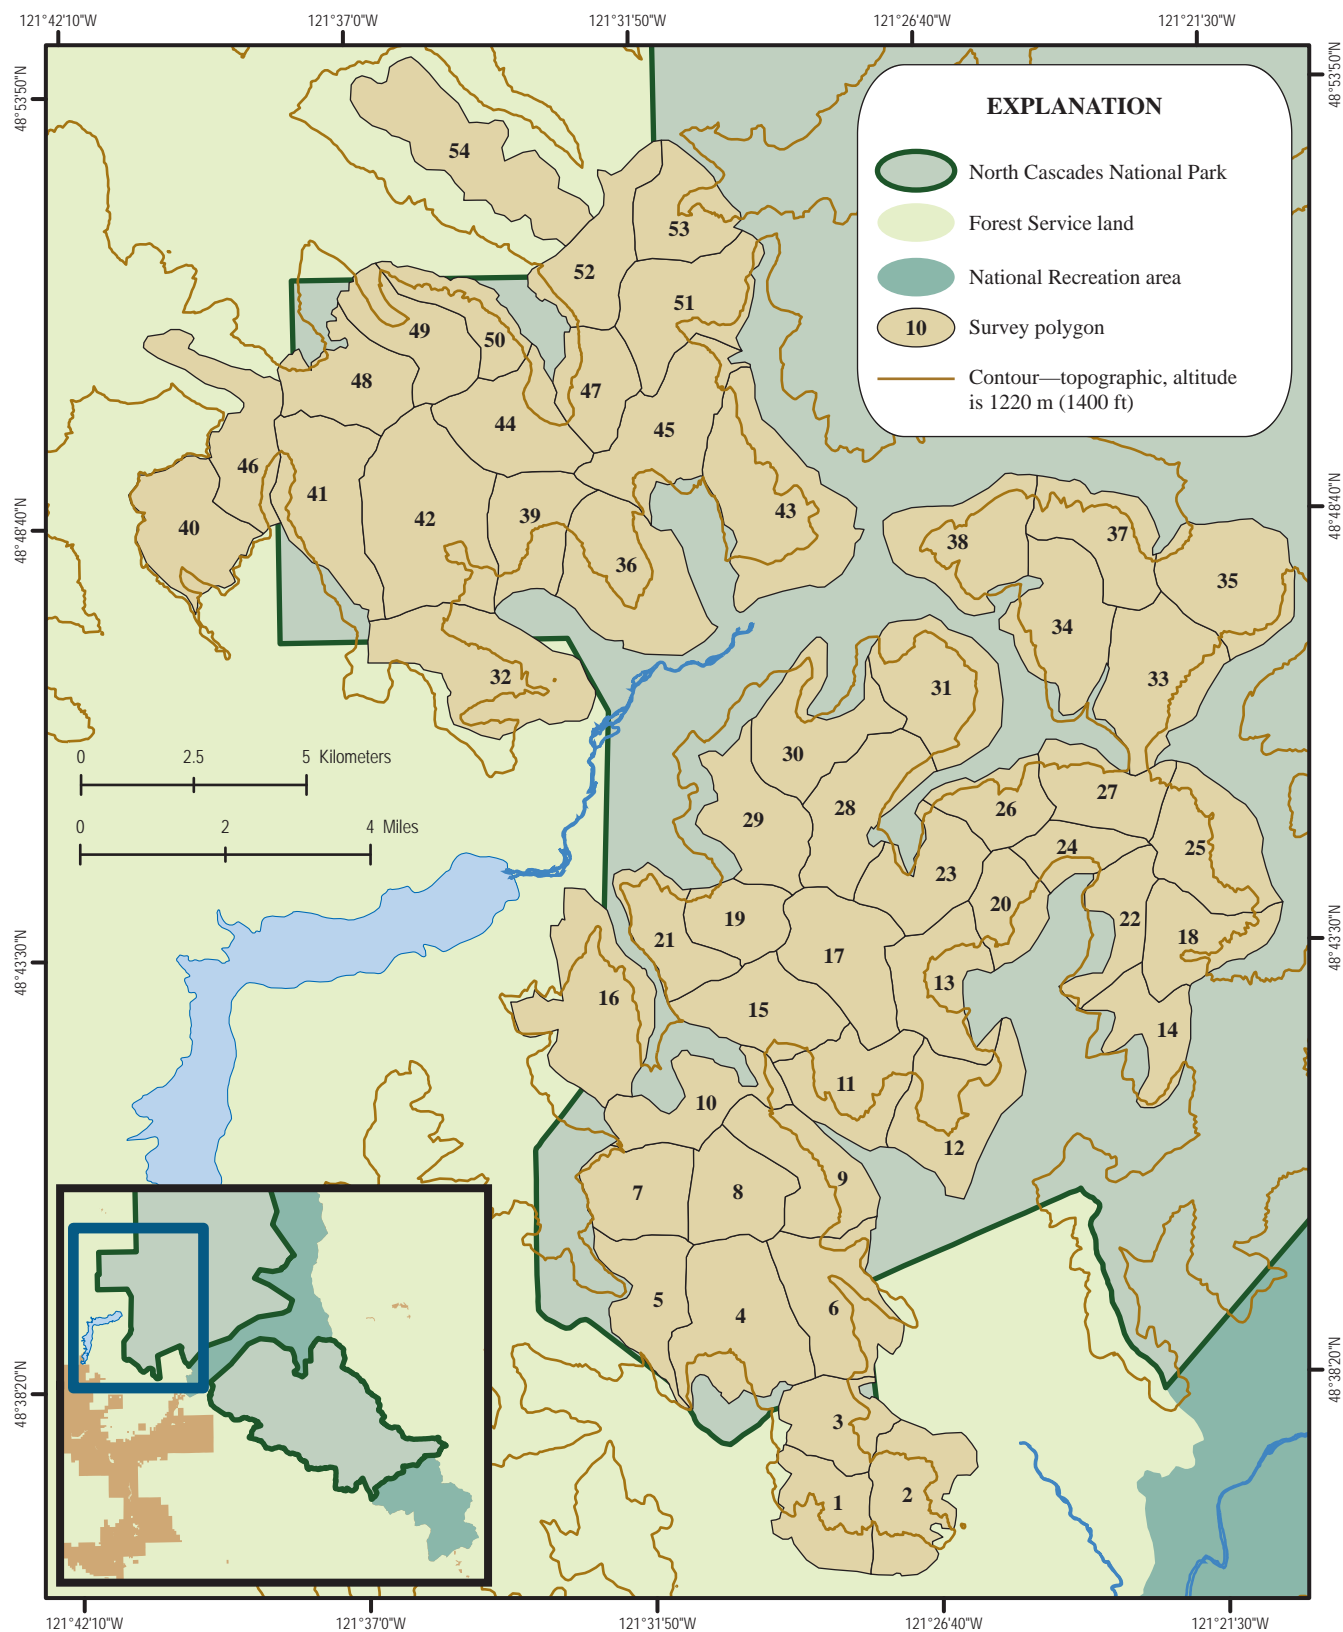 121°42'10"W
121°37'0"W
121°31'50"W
121°26'40"W
121°21'30"W
48°53'50"N
48°53'50"N
EXPLANATION
North Cascades National Park
Forest Service land
National Recreation area
10 Survey polygon
Contour—topographic, altitude
is 1220 m (1400 ft)
54
53
52
51
49
50
48
47
44
45
46
41
42
39
43
40
36
38
37
35
34
33
32
31
30
29
28
27
26
25
24
23
22
21
20
19
18
17
16
15
14
13
12
11
10
9
8
7
6
5
4
3
2
1
48°48'40"N
48°48'40"N
0 2.5 5 Kilometers
0 2 4 Miles
48°43'30"N
48°43'30"N
48°38'20"N
48°38'20"N
121°42'10"W
121°37'0"W
121°31'50"W
121°26'40"W
121°21'30"W